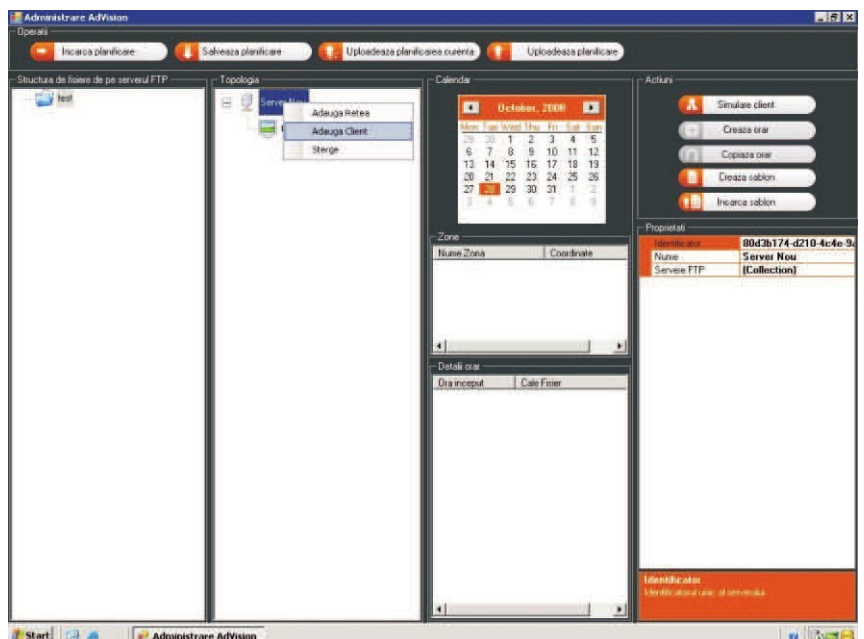 Administrare AdVision
Operatii
Incarca planificare
Salveaza planificare
Uploadeaza planificarea curenta
Uploadeaza planificare
Structura de fisiere de pe serverul FTP
test
Topologia
Server Nou
Adauga Retea
Adauga Client
Sterge
Calendar
October, 2008
Mon Tue Wed Thu Fri Sat Sun
29 30 1 2 3 4 5
6 7 8 9 10 11 12
13 14 15 16 17 18 19
20 21 22 23 24 25 26
27 28 29 30 31 1 2
3 4 5 6 7 8 9
Zone
Nume Zona Coordinate
Detalii orar
Ora inceput Cale Fisier
Actiuni
Simulare client
Creaza orar
Copiaza orar
Creaza sablon
Incarca sablon
Proprietati
Identificator 80d3b174-d210-4c4e-9
Nume Server Nou
Servere FTP (Collection)
Identificator
Identificatorul unic al serverului
Start
Administrare AdVision